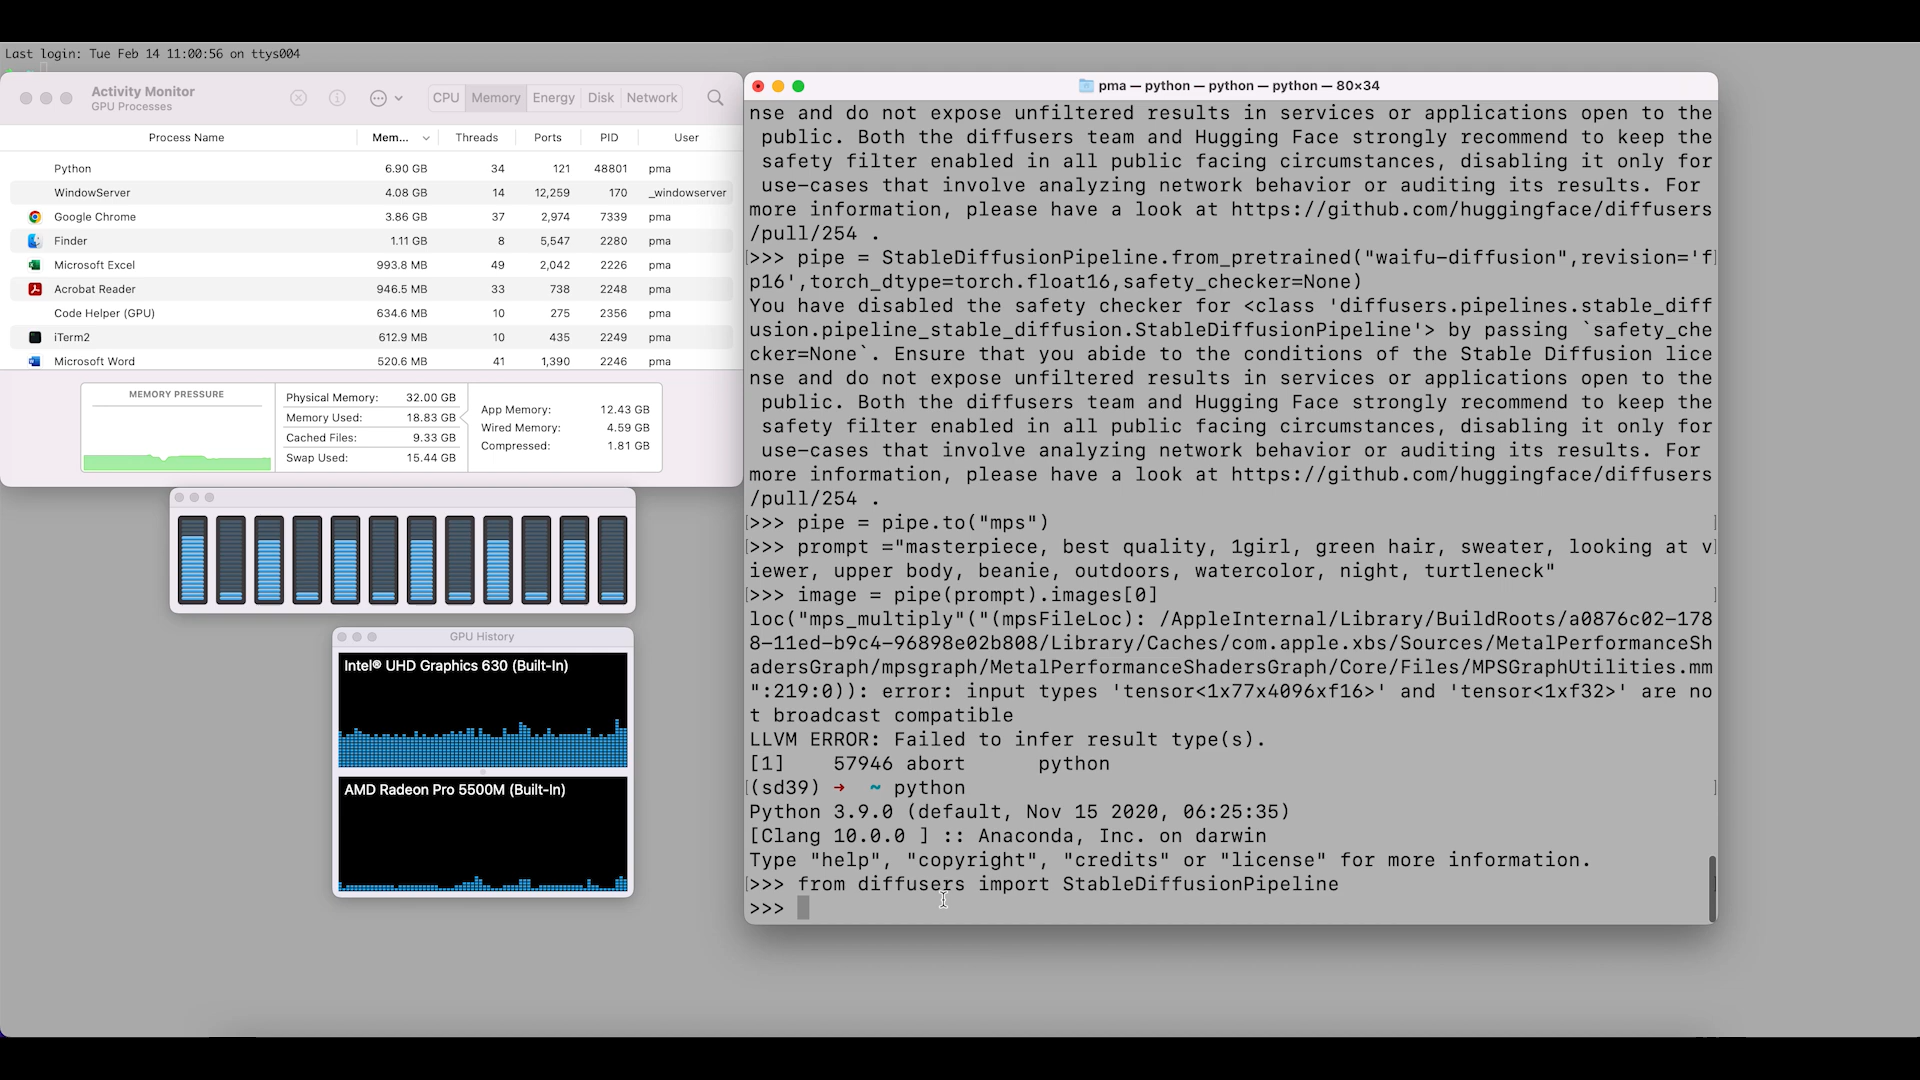 Last login: Tue Feb 14 11:00:56 on ttys004
Activity Monitor
GPU Processes
CPU Memory Energy Disk Network
Process Name Mem... Threads Ports PID User
Python 6.90 GB 34 121 48801 pma
WindowServer 4.08 GB 14 12,259 170 _windowserver
Google Chrome 3.86 GB 37 2,974 7339 pma
Finder 1.11 GB 8 5,547 2280 pma
Microsoft Excel 993.8 MB 49 2,042 2226 pma
Acrobat Reader 946.5 MB 33 738 2248 pma
Code Helper (GPU) 634.6 MB 10 275 2356 pma
iTerm2 612.9 MB 10 435 2249 pma
Microsoft Word 520.6 MB 41 1,390 2246 pma
MEMORY PRESSURE
Physical Memory: 32.00 GB
Memory Used: 18.83 GB
Cached Files: 9.33 GB
Swap Used: 15.44 GB
App Memory: 12.43 GB
Wired Memory: 4.59 GB
Compressed: 1.81 GB
GPU History
Intel® UHD Graphics 630 (Built-In)
AMD Radeon Pro 5500M (Built-In)
pma — python — python — python — 80×34
nse and do not expose unfiltered results in services or applications open to the
 public. Both the diffusers team and Hugging Face strongly recommend to keep the
 safety filter enabled in all public facing circumstances, disabling it only for
 use-cases that involve analyzing network behavior or auditing its results. For
more information, please have a look at https://github.com/huggingface/diffusers
/pull/254 .
>>> pipe = StableDiffusionPipeline.from_pretrained("waifu-diffusion",revision='f
p16',torch_dtype=torch.float16,safety_checker=None)
You have disabled the safety checker for <class 'diffusers.pipelines.stable_diff
usion.pipeline_stable_diffusion.StableDiffusionPipeline'> by passing `safety_che
cker=None`. Ensure that you abide to the conditions of the Stable Diffusion lice
nse and do not expose unfiltered results in services or applications open to the
 public. Both the diffusers team and Hugging Face strongly recommend to keep the
 safety filter enabled in all public facing circumstances, disabling it only for
 use-cases that involve analyzing network behavior or auditing its results. For
more information, please have a look at https://github.com/huggingface/diffusers
/pull/254 .
>>> pipe = pipe.to("mps")
>>> prompt ="masterpiece, best quality, 1girl, green hair, sweater, looking at v
iewer, upper body, beanie, outdoors, watercolor, night, turtleneck"
>>> image = pipe(prompt).images[0]
loc("mps_multiply"("(mpsFileLoc): /AppleInternal/Library/BuildRoots/a0876c02-178
8-11ed-b9c4-96898e02b808/Library/Caches/com.apple.xbs/Sources/MetalPerformanceSh
adersGraph/mpsgraph/MetalPerformanceShadersGraph/Core/Files/MPSGraphUtilities.mm
":219:0)): error: input types 'tensor<1x77x4096xf16>' and 'tensor<1xf32>' are no
t broadcast compatible
LLVM ERROR: Failed to infer result type(s).
[1]    57946 abort      python
(sd39) ➜  ~ python
Python 3.9.0 (default, Nov 15 2020, 06:25:35)
[Clang 10.0.0 ] :: Anaconda, Inc. on darwin
Type "help", "copyright", "credits" or "license" for more information.
>>> from diffusers import StableDiffusionPipeline
>>>